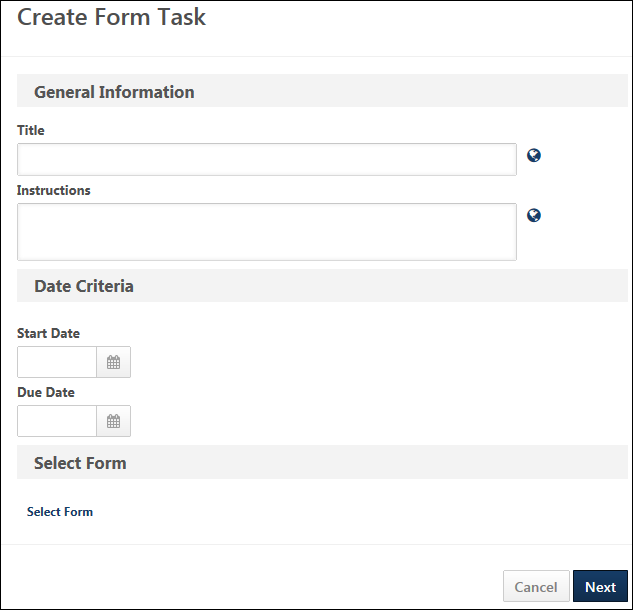 Create Form Task
General Information
Title
Instructions
Date Criteria
Start Date
Due Date
Select Form
Select Form
Cancel Next